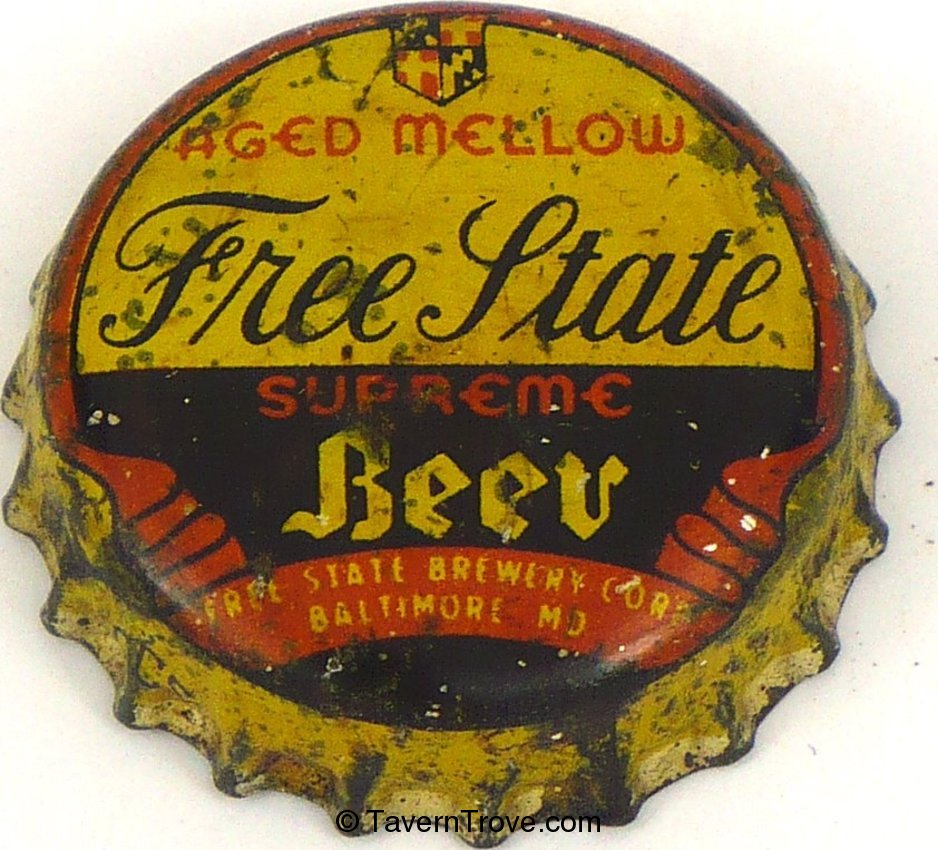 AGED MELLOW
Free State
SUPREME
Beer
FREE STATE BREWERY CORP
BALTIMORE MD
© TavernTrove.com